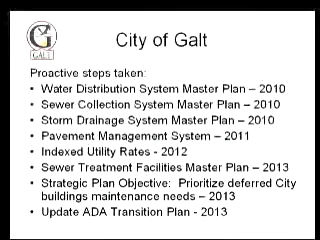 City of Galt
GALT
Proactive steps taken:
• Water Distribution System Master Plan – 2010
• Sewer Collection System Master Plan – 2010
• Storm Drainage System Master Plan – 2010
• Pavement Management System – 2011
• Indexed Utility Rates - 2012
• Sewer Treatment Facilities Master Plan – 2013
• Strategic Plan Objective: Prioritize deferred City
buildings maintenance needs – 2013
• Update ADA Transition Plan - 2013